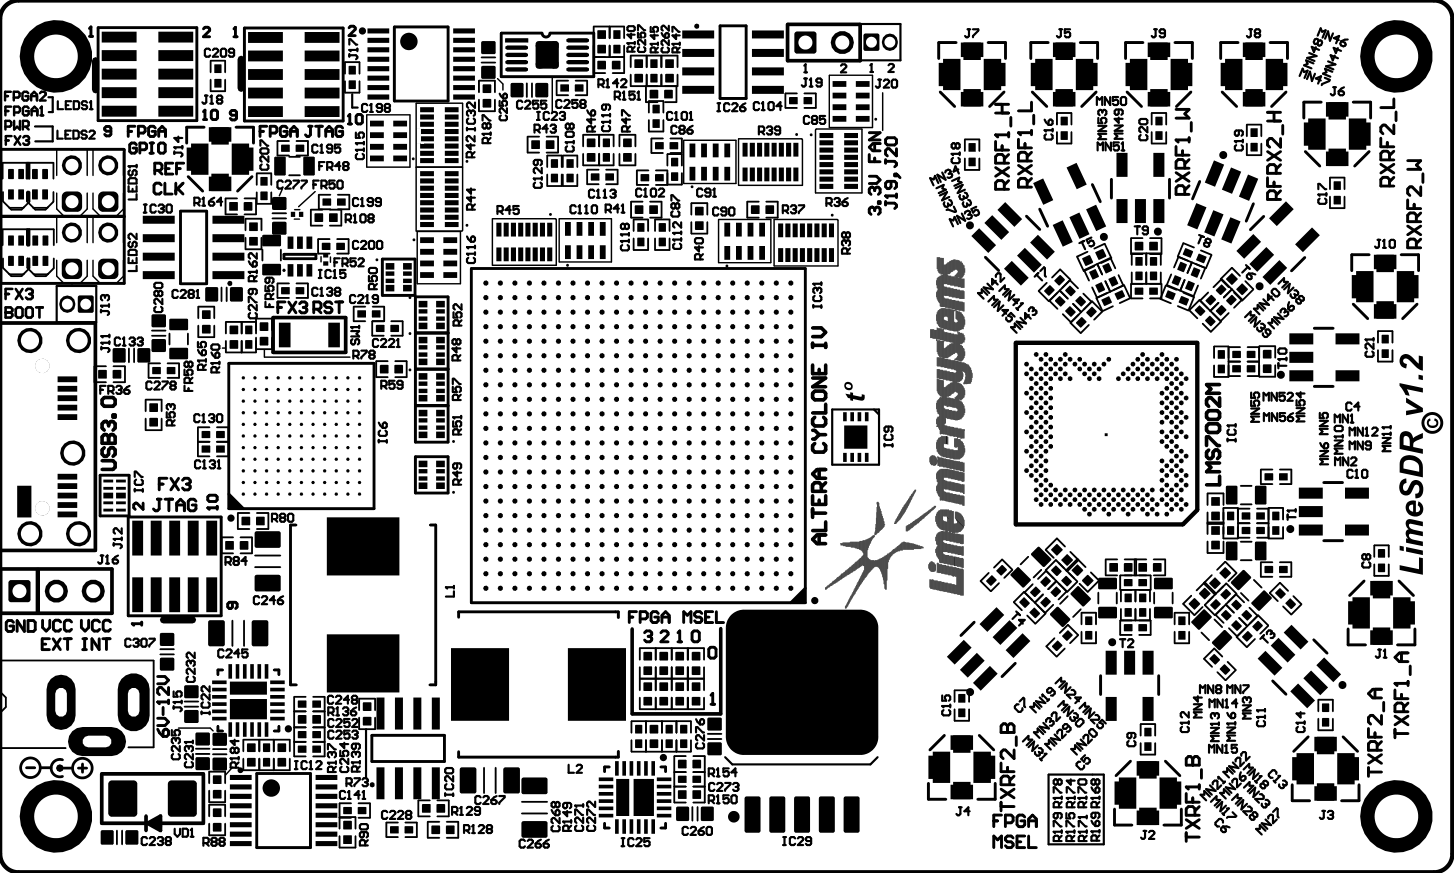 1
2
1
2
J17
C209
J18
9
10
9
10
FPGA2
FPGA1
LEDS1
PWR
FX3
LEDS2
FPGA
GPIO
J14
FPGA JTAG
REF
CLK
C207
C195
FR48
C277
FR50
C199
R108
R164
IC30
LEDS1
LEDS2
C198
C115
R42
IC32
R187
C256
C255
IC23
C258
R140
C257
R145
C262
R147
R142
R151
IC26
C104
1
2
J19
1
2
J20
C85
R43
C108
R46
C119
R47
C101
C86
R39
C129
C113
C102
C91
R36
3.3V FAN
J19,J20
R44
R45
C110
R41
C87
C118
C112
R40
C90
R37
R38
C116
R50
C200
FR52
IC15
C138
R162
FR59
C279
C281
C280
FX3
BOOT
J13
FX3 RST
C219
SW1
C221
R78
R59
R165
R160
J11
C133
C278
FR58
FR36
R53
USB3.0
C130
C131
IC6
R52
R48
R57
R51
R49
IC31
ALTERA CYCLONE IV
t°
IC9
IC7
FX3
JTAG
2
10
J12
R80
R84
C246
J16
1
9
GND VCC VCC
EXT INT
C307
C245
L1
L2
FPGA MSEL
3 2 1 0
0
1
C232
J15
IC22
6V-12V
C235
C231
R184
IC12
C248
R136
C252
C253
R137
C254
R139
R73
IC20
C141
R90
R88
VD1
C238
C228
R129
R128
C267
C266
C268
R149
C271
C272
IC25
C276
R154
C273
R150
C260
IC29
Lime microsystems
J7
J5
J9
J8
J6
J10
RXRF1_H
RXRF1_L
RXRF1_W
RFRX2_H
RXRF2_L
RXRF2_W
C18
C16
C20
C19
C17
C21
MN50
MN49
MN53
MN51
MN46
MN48
MN34
MN33
MN37
MN35
MN42
MN41
MN45
MN43
MN40
MN36
T7
T5
T9
T8
T6
T10
LMS7002M
IC1
MN55
MN52
MN54
MN56
C4
MN5
MN1
MN10
MN12
MN9
MN6
MN2
MN11
LimeSDR v1.2
©
C10
T1
C8
J1
TXRF1_A
T4
T2
T3
C15
C7
MN19
MN24
MN25
MN30
MN32
MN29
MN20
MN31
C5
TXRF2_B
J4
FPGA
MSEL
R179 R178
R175 R174
R171 R170
R169 R168
C9
J2
TXRF1_B
C12
MN4
MN8
MN7
MN14
MN3
MN13
MN16
MN15
C11
C14
MN22
MN21
MN18
MN26
MN23
MN17
MN28
MN27
C13
C6
J3
TXRF2_A